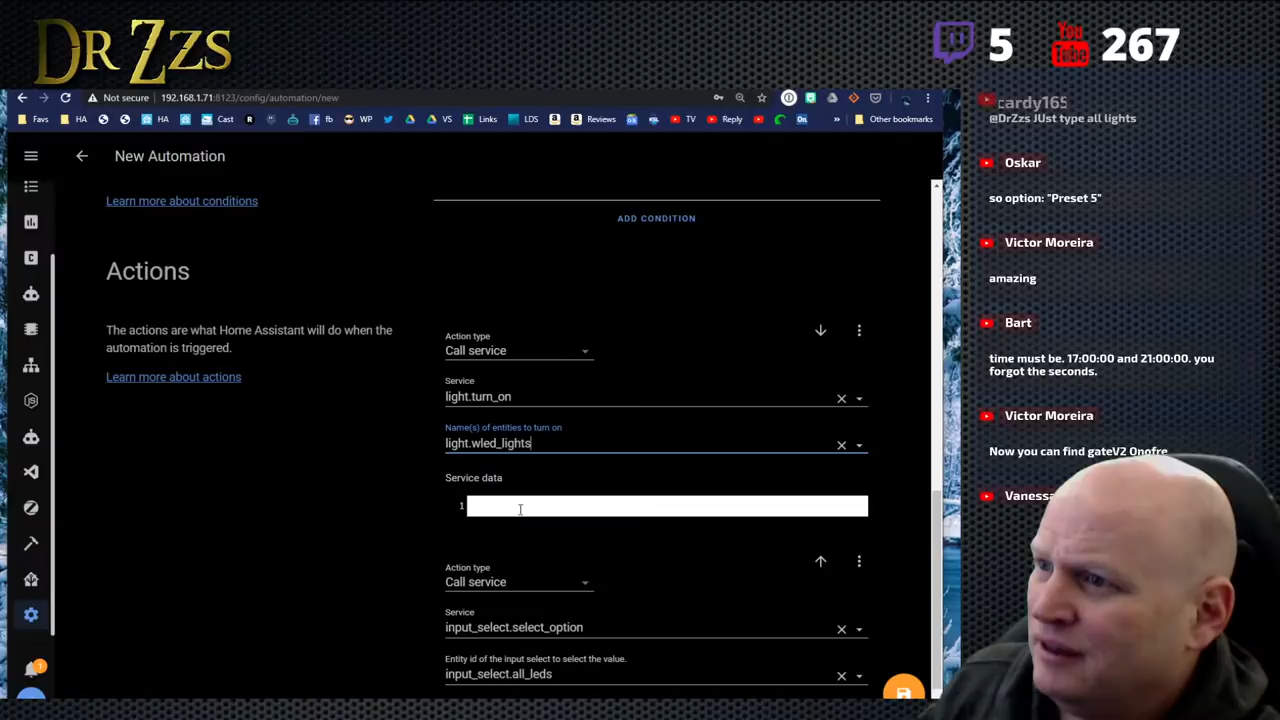 DR ZZS
5
You
Tube
267
Not secure
192.168.1.71:8123/config/automation/new
Favs
HA
HA
Cast
fb
WP
VS
Links
LDS
Reviews
TV
Reply
»
Other bookmarks
New Automation
Learn more about conditions
ADD CONDITION
Actions
The actions are what Home Assistant will do when the
automation is triggered.
Learn more about actions
Action type
Call service
Service
light.turn_on
Name(s) of entities to turn on
light.wled_lights
Service data
1
Action type
Call service
Service
input_select.select_option
Entity id of the input select to select the value.
input_select.all_leds
1
cardy165
@DrZzs JUst type all lights
Oskar
so option: "Preset 5"
Victor Moreira
amazing
Bart
time must be. 17:00:00 and 21:00:00. you
forgot the seconds.
Victor Moreira
Now you can find gateV2 Onofre
Vanessa